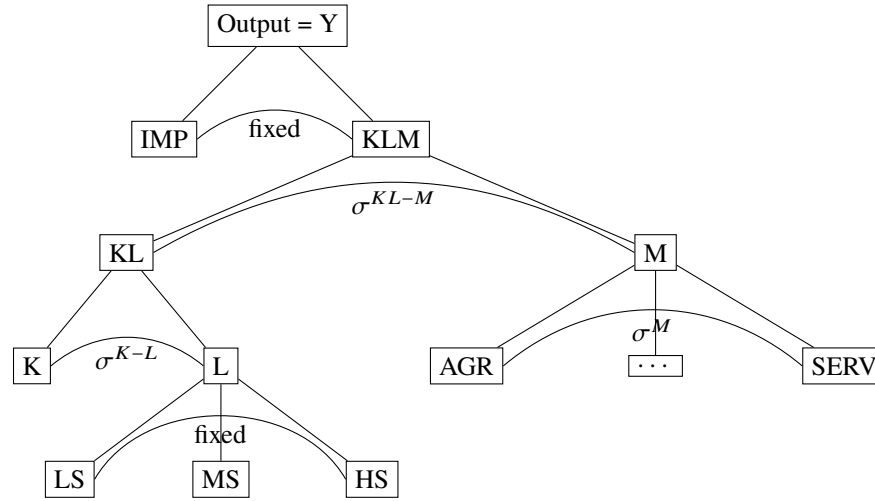 Output = Y
IMP
fixed
KLM
σ^{KL−M}
KL
M
K
σ^{K−L}
L
AGR
σ^{M}
···
SERV
fixed
LS
MS
HS